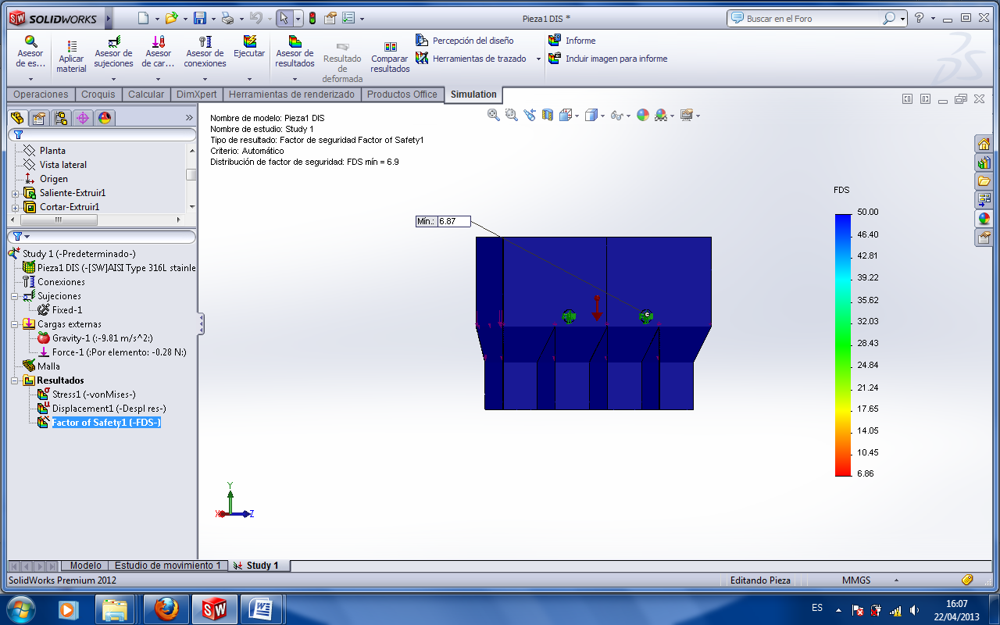 SOLIDWORKS
Pieza1 DIS *
Buscar en el Foro
Asesor de es...
Aplicar material
Asesor de sujeciones
Asesor de car...
Asesor de conexiones
Ejecutar
Asesor de resultados
Resultado de deformada
Comparar resultados
Percepción del diseño
Herramientas de trazado
Informe
Incluir imagen para informe
Operaciones
Croquis
Calcular
DimXpert
Herramientas de renderizado
Productos Office
Simulation
Planta
Vista lateral
Origen
Saliente-Extruir1
Cortar-Extruir1
Study 1 (-Predeterminado-)
Pieza1 DIS (-[SW]AISI Type 316L stainle
Conexiones
Sujeciones
Fixed-1
Cargas externas
Gravity-1 (:-9.81 m/s^2:)
Force-1 (:Por elemento: -0.28 N:)
Malla
Resultados
Stress1 (-vonMises-)
Displacement1 (-Despl res-)
Factor of Safety1 (-FDS-)
Nombre de modelo: Pieza1 DIS
Nombre de estudio: Study 1
Tipo de resultado: Factor de seguridad Factor of Safety1
Criterio: Automático
Distribución de factor de seguridad: FDS mín = 6.9
Mín.: 6.87
FDS
50.00
46.40
42.81
39.22
35.62
32.03
28.43
24.84
21.24
17.65
14.05
10.45
6.86
Y
X
Z
Modelo
Estudio de movimiento 1
Study 1
SolidWorks Premium 2012
Editando Pieza
MMGS
ES
16:07
22/04/2013